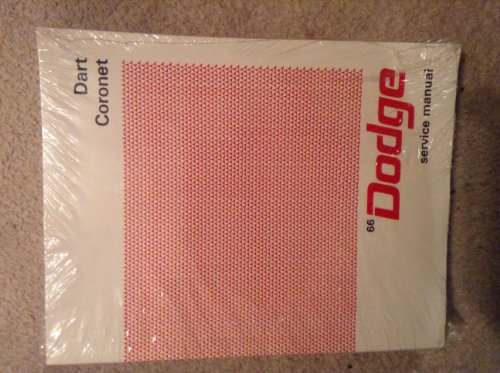 Dart
Coronet
66 Dodge
service manual